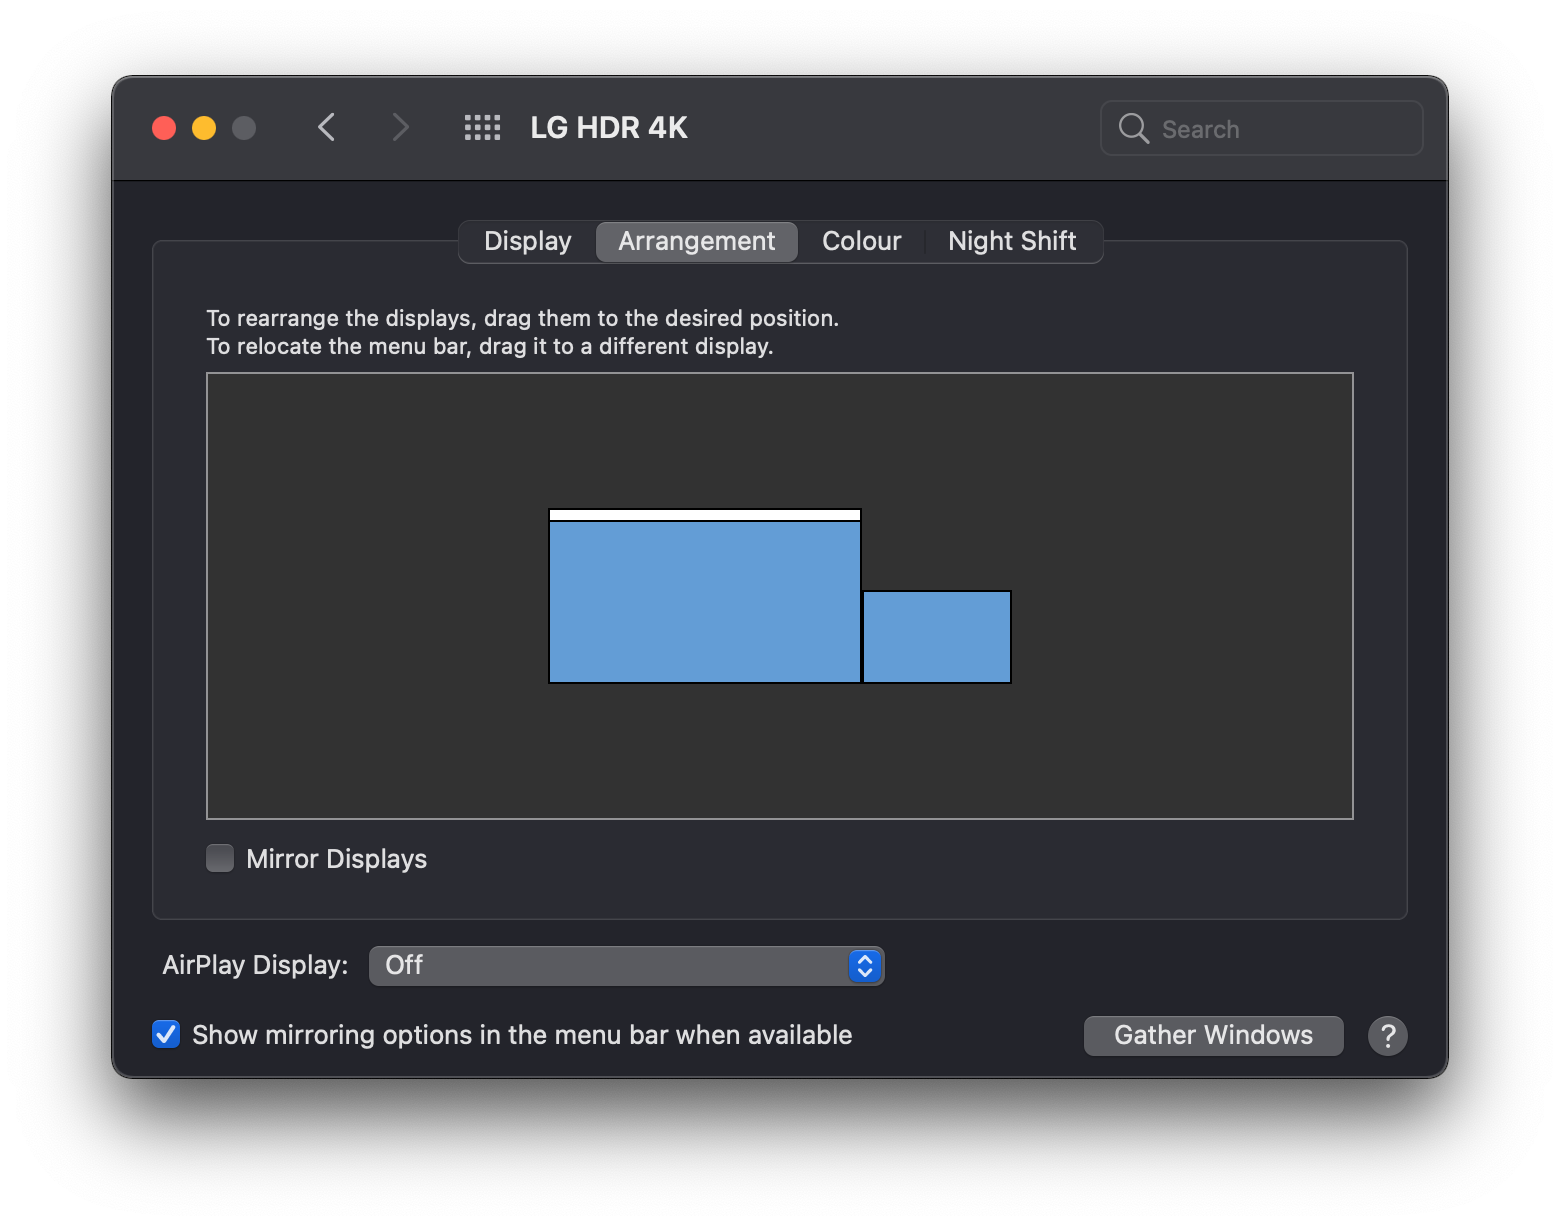 LG HDR 4K
Search
Display
Arrangement
Colour
Night Shift
To rearrange the displays, drag them to the desired position.
To relocate the menu bar, drag it to a different display.
Mirror Displays
AirPlay Display:
Off
Show mirroring options in the menu bar when available
Gather Windows
?